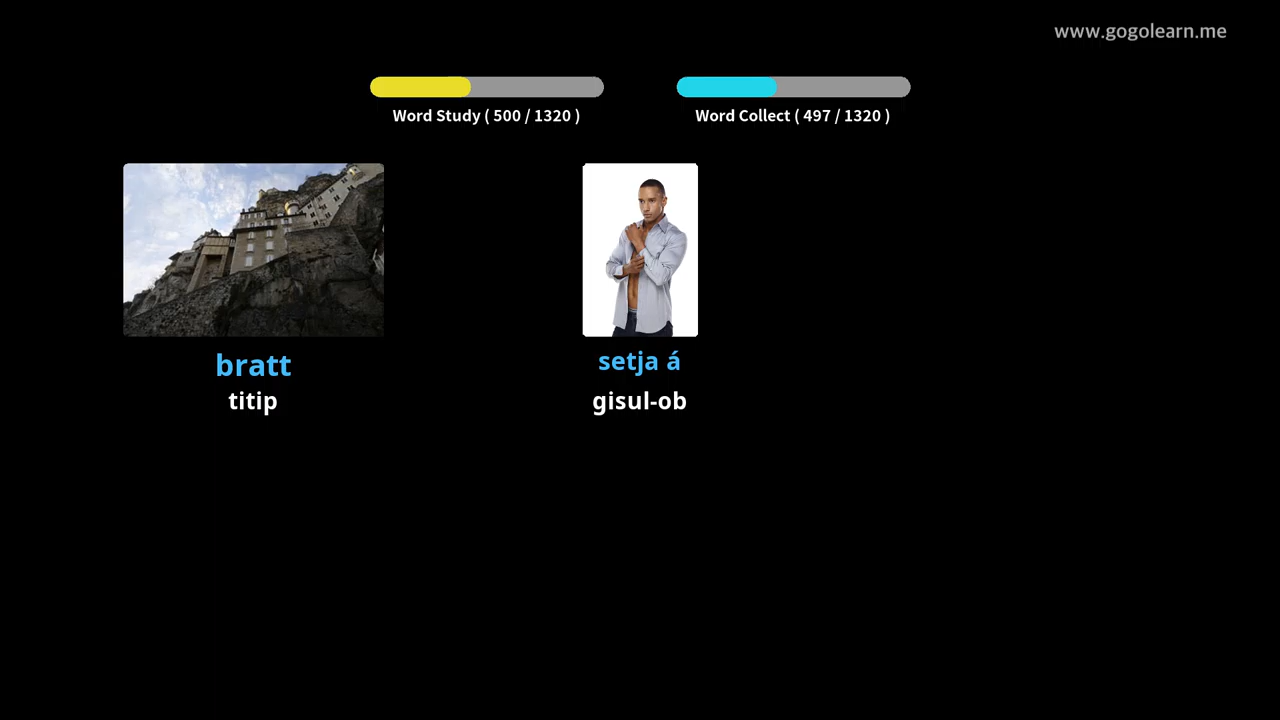 www.gogolearn.me
Word Study ( 500 / 1320 )
Word Collect ( 497 / 1320 )
bratt
titip
setja á
gisul-ob